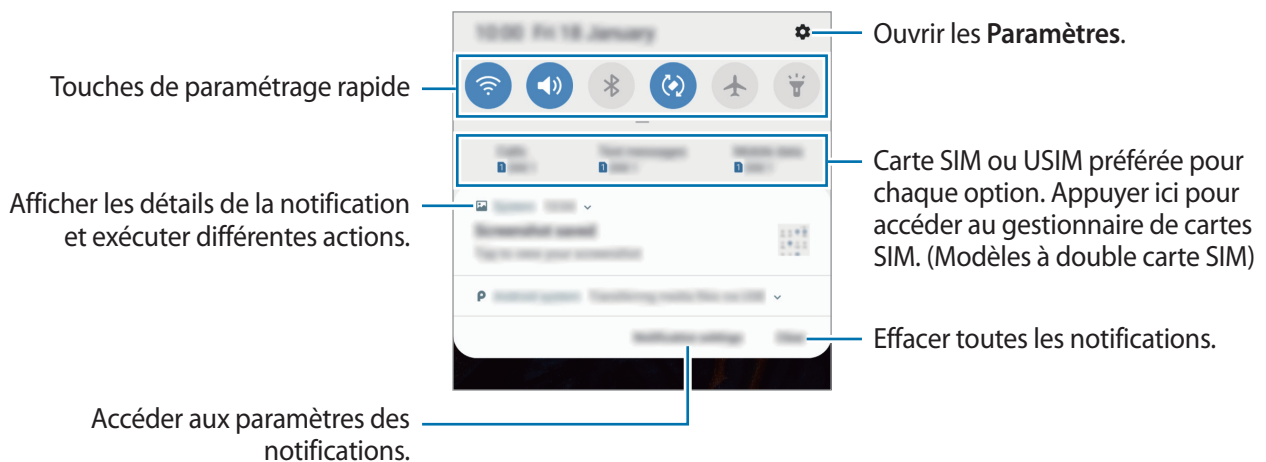 Ouvrir les Paramètres.
Touches de paramétrage rapide
Carte SIM ou USIM préférée pour
chaque option. Appuyer ici pour
accéder au gestionnaire de cartes
SIM. (Modèles à double carte SIM)
Afficher les détails de la notification
et exécuter différentes actions.
Effacer toutes les notifications.
Accéder aux paramètres des
notifications.